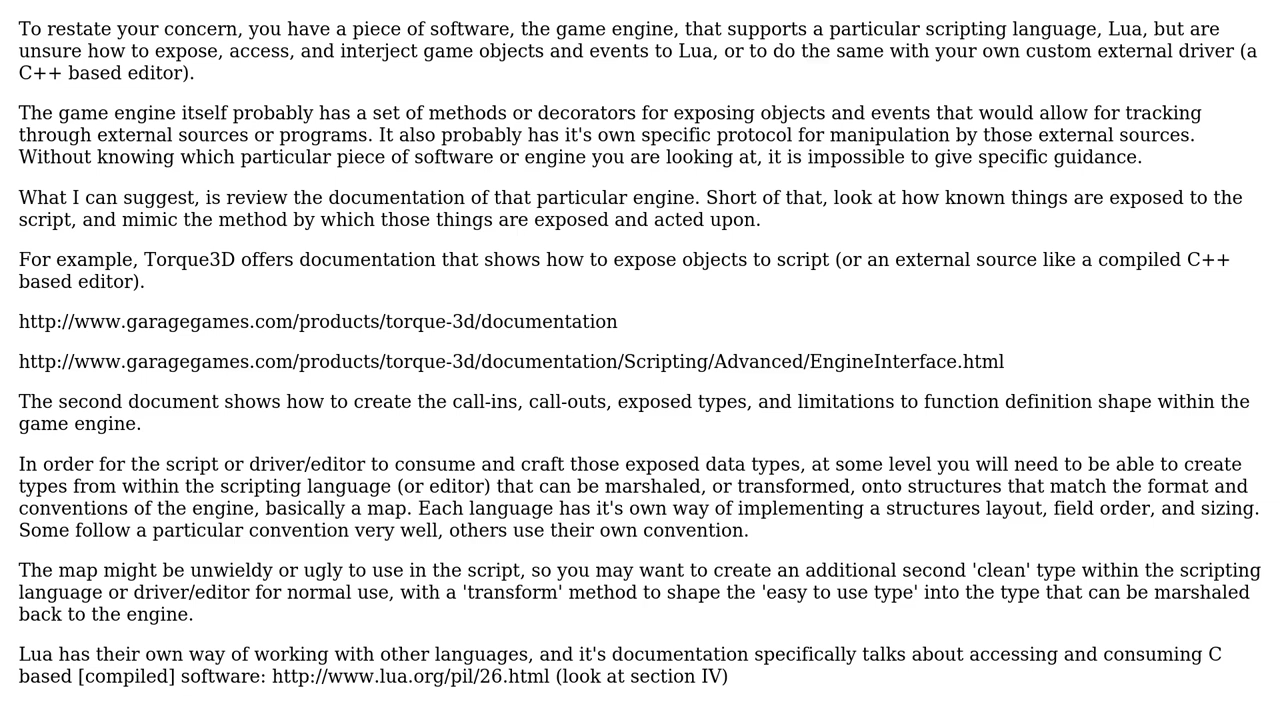 To restate your concern, you have a piece of software, the game engine, that supports a particular scripting language, Lua, but are
unsure how to expose, access, and interject game objects and events to Lua, or to do the same with your own custom external driver (a
C++ based editor).
The game engine itself probably has a set of methods or decorators for exposing objects and events that would allow for tracking
through external sources or programs. It also probably has it's own specific protocol for manipulation by those external sources.
Without knowing which particular piece of software or engine you are looking at, it is impossible to give specific guidance.
What I can suggest, is review the documentation of that particular engine. Short of that, look at how known things are exposed to the
script, and mimic the method by which those things are exposed and acted upon.
For example, Torque3D offers documentation that shows how to expose objects to script (or an external source like a compiled C++
based editor).
http://www.garagegames.com/products/torque-3d/documentation
http://www.garagegames.com/products/torque-3d/documentation/Scripting/Advanced/EngineInterface.html
The second document shows how to create the call-ins, call-outs, exposed types, and limitations to function definition shape within the
game engine.
In order for the script or driver/editor to consume and craft those exposed data types, at some level you will need to be able to create
types from within the scripting language (or editor) that can be marshaled, or transformed, onto structures that match the format and
conventions of the engine, basically a map. Each language has it's own way of implementing a structures layout, field order, and sizing.
Some follow a particular convention very well, others use their own convention.
The map might be unwieldy or ugly to use in the script, so you may want to create an additional second 'clean' type within the scripting
language or driver/editor for normal use, with a 'transform' method to shape the 'easy to use type' into the type that can be marshaled
back to the engine.
Lua has their own way of working with other languages, and it's documentation specifically talks about accessing and consuming C
based [compiled] software: http://www.lua.org/pil/26.html (look at section IV)